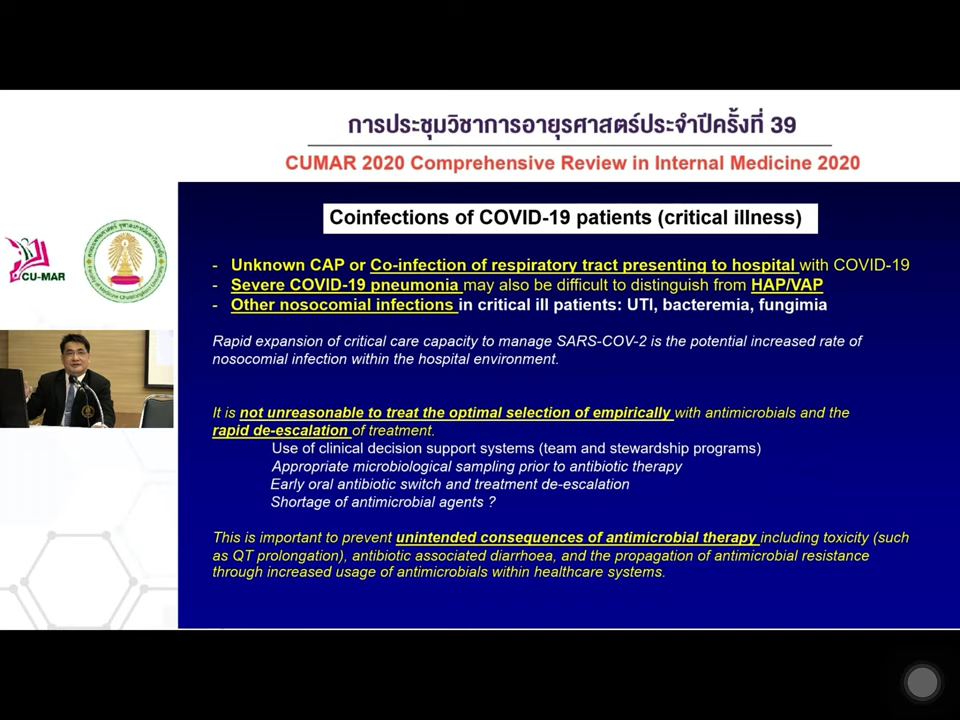 การประชุมวิชาการอายุรศาสตร์ประจำปีครั้งที่ 39
CUMAR 2020 Comprehensive Review in Internal Medicine 2020
CU-MAR
Coinfections of COVID-19 patients (critical illness)
- Unknown CAP or Co-infection of respiratory tract presenting to hospital with COVID-19
- Severe COVID-19 pneumonia may also be difficult to distinguish from HAP/VAP
- Other nosocomial infections in critical ill patients: UTI, bacteremia, fungimia
Rapid expansion of critical care capacity to manage SARS-COV-2 is the potential increased rate of
nosocomial infection within the hospital environment.
It is not unreasonable to treat the optimal selection of empirically with antimicrobials and the
rapid de-escalation of treatment.
Use of clinical decision support systems (team and stewardship programs)
Appropriate microbiological sampling prior to antibiotic therapy
Early oral antibiotic switch and treatment de-escalation
Shortage of antimicrobial agents ?
This is important to prevent unintended consequences of antimicrobial therapy including toxicity (such
as QT prolongation), antibiotic associated diarrhoea, and the propagation of antimicrobial resistance
through increased usage of antimicrobials within healthcare systems.